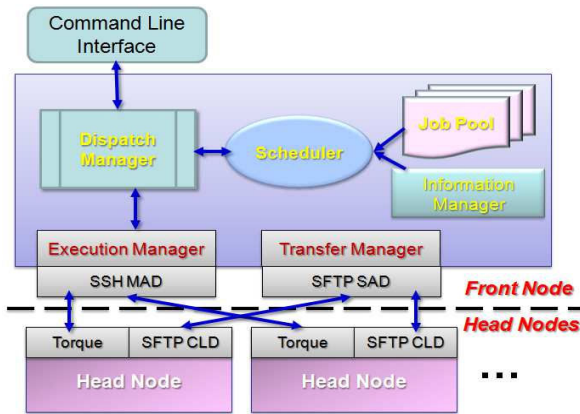 Command Line
Interface
Dispatch
Manager
Scheduler
Job Pool
Information
Manager
Execution Manager
Transfer Manager
SSH MAD
SFTP SAD
Front Node
Head Nodes
Torque
SFTP CLD
Torque
SFTP CLD
Head Node
Head Node
...